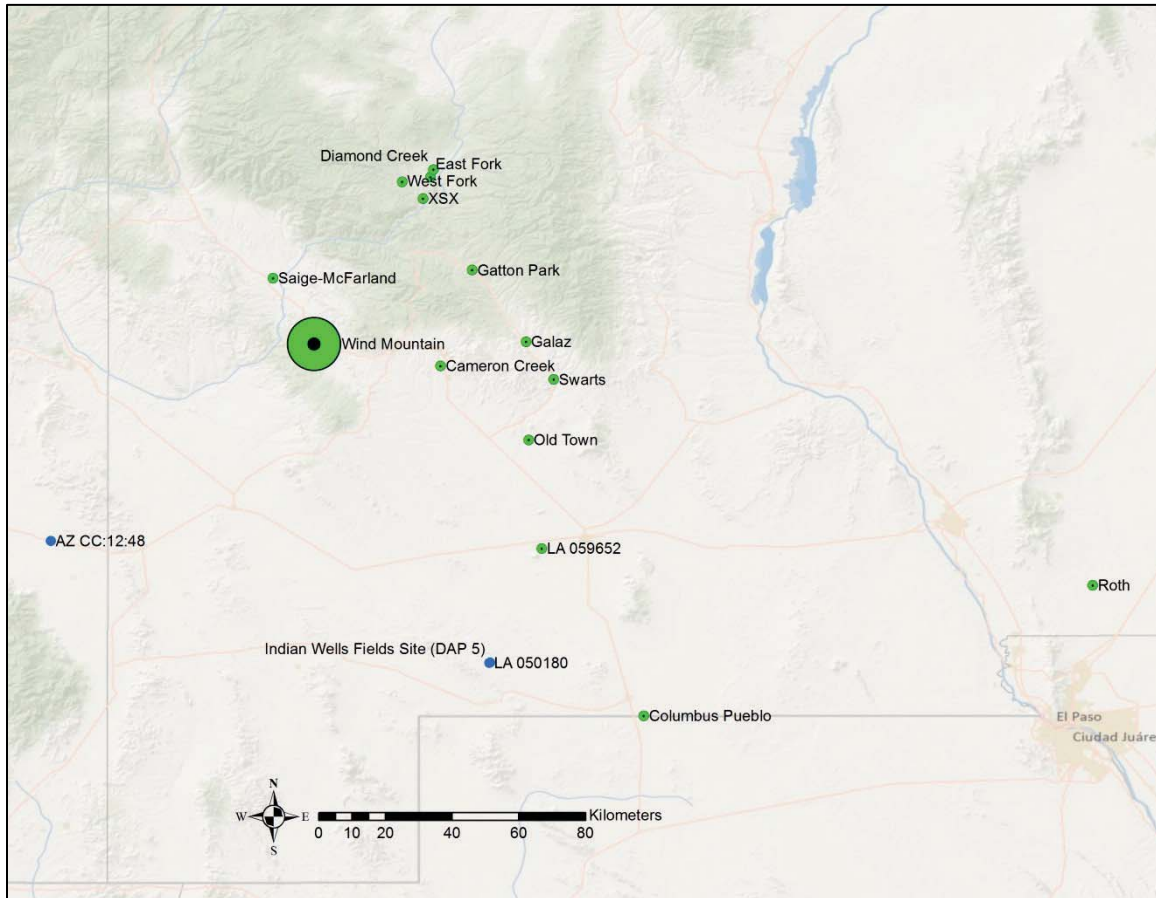 Diamond Creek
East Fork
West Fork
XSX
Gatton Park
Saige-McFarland
Wind Mountain
Galaz
Cameron Creek
Swarts
Old Town
AZ CC:12:48
LA 059652
Roth
Indian Wells Fields Site (DAP 5)
LA 050180
Columbus Pueblo
El Paso
Ciudad Juáre
N
W
E
S
Kilometers
0 10 20 40 60 80